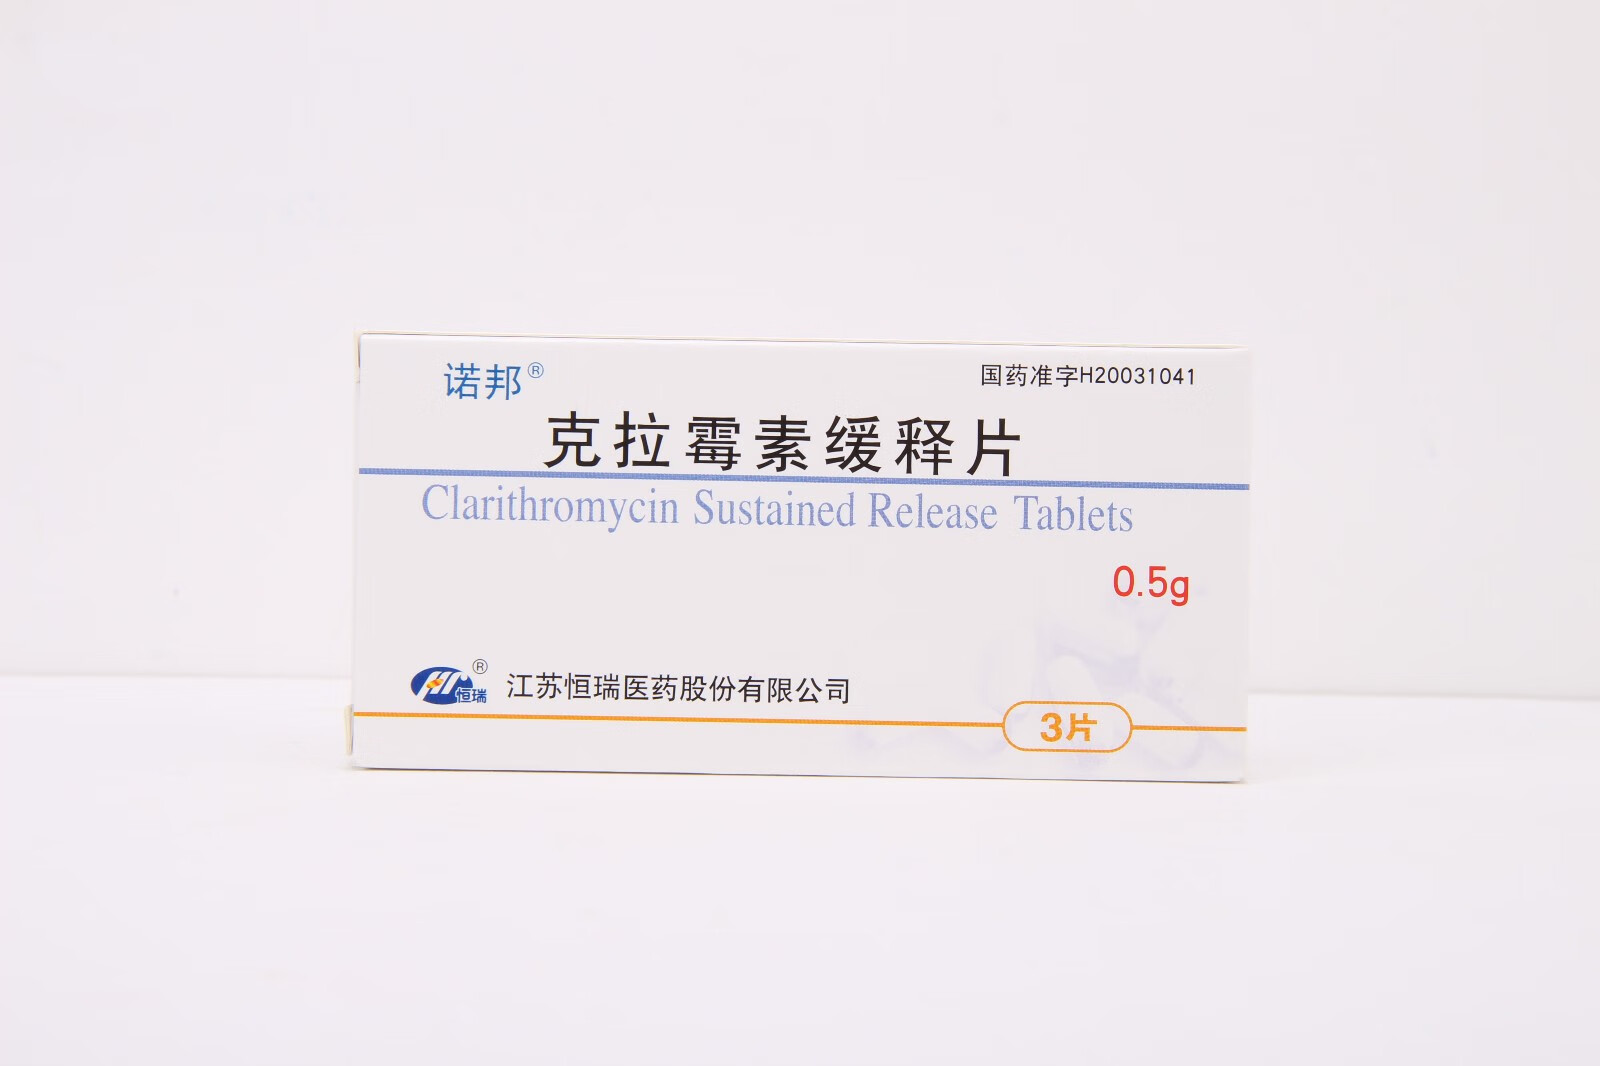 诺邦®
国药准字H20031041
克拉霉素缓释片
Clarithromycin Sustained Release Tablets
0.5g
恒瑞®
江苏恒瑞医药股份有限公司
3片